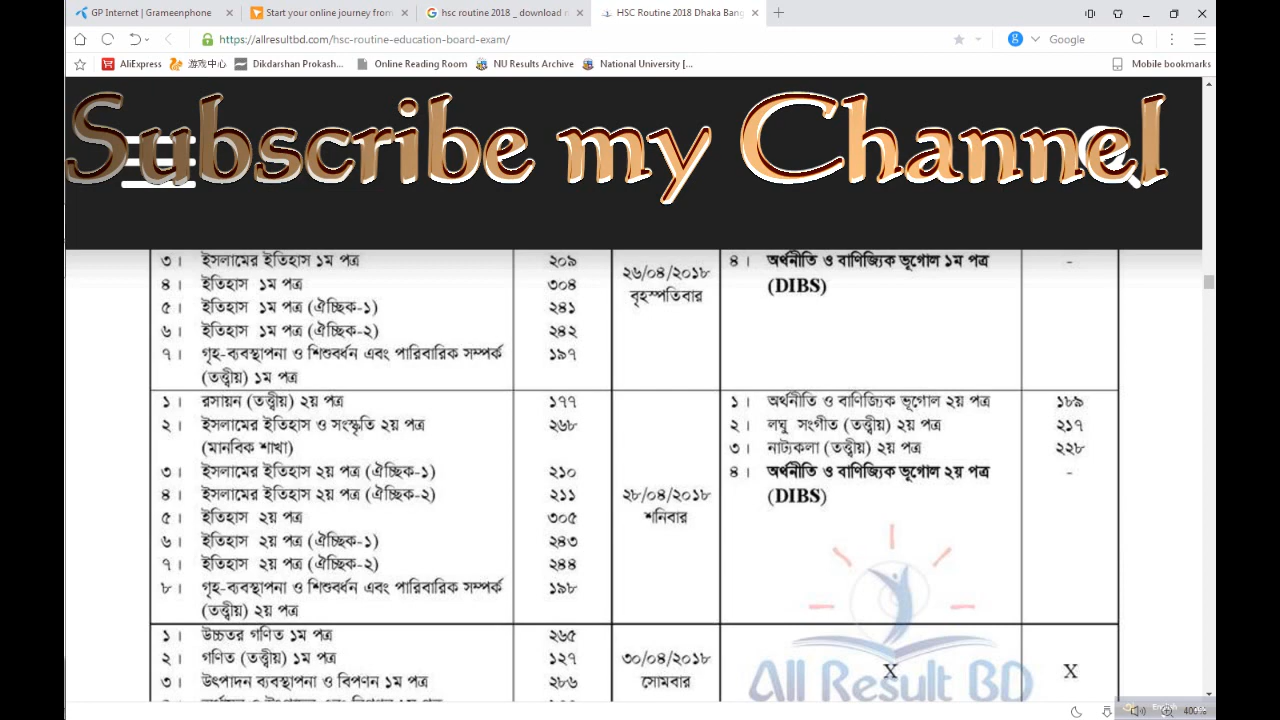 GP Internet | Grameenphone
Start your online journey from
hsc routine 2018 _ download
HSC Routine 2018 Dhaka Bang
https://allresultbd.com/hsc-routine-education-board-exam/
Google
AliExpress
游戏中心
Dikdarshan Prokash...
Online Reading Room
NU Results Archive
National University [...
Mobile bookmarks
Subscribe my Channel
৩। ইসলামের ইতিহাস ১ম পত্র ২০৯
৪। ইতিহাস ১ম পত্র ৩০৪
৫। ইতিহাস ১ম পত্র (ঐচ্ছিক-১) ২৪১
৬। ইতিহাস ১ম পত্র (ঐচ্ছিক-২) ২৪২
৭। গৃহ-ব্যবস্থাপনা ও শিশুবর্ধন এবং পারিবারিক সম্পর্ক ১৯৭
(তত্ত্বীয়) ১ম পত্র
২৬/০৪/২০১৮
বৃহস্পতিবার
৪। অর্থনীতি ও বাণিজ্যিক ভূগোল ১ম পত্র -
(DIBS)
১। রসায়ন (তত্ত্বীয়) ২য় পত্র ১৭৭
২। ইসলামের ইতিহাস ও সংস্কৃতি ২য় পত্র ২৬৮
(মানবিক শাখা)
৩। ইসলামের ইতিহাস ২য় পত্র (ঐচ্ছিক-১) ২১০
৪। ইসলামের ইতিহাস ২য় পত্র (ঐচ্ছিক-২) ২১১
৫। ইতিহাস ২য় পত্র ৩০৫
৬। ইতিহাস ২য় পত্র (ঐচ্ছিক-১) ২৪৩
৭। ইতিহাস ২য় পত্র (ঐচ্ছিক-২) ২৪৪
৮। গৃহ-ব্যবস্থাপনা ও শিশুবর্ধন এবং পারিবারিক সম্পর্ক ১৯৮
(তত্ত্বীয়) ২য় পত্র
২৮/০৪/২০১৮
শনিবার
১। অর্থনীতি ও বাণিজ্যিক ভূগোল ২য় পত্র ১৮৯
২। লঘু সংগীত (তত্ত্বীয়) ২য় পত্র ২১৭
৩। নাট্যকলা (তত্ত্বীয়) ২য় পত্র ২২৮
৪। অর্থনীতি ও বাণিজ্যিক ভূগোল ২য় পত্র -
(DIBS)
১। উচ্চতর গণিত ১ম পত্র ২৬৫
২। গণিত (তত্ত্বীয়) ১ম পত্র ১২৭
৩। উৎপাদন ব্যবস্থাপনা ও বিপণন ১ম পত্র ২৮৬
৩০/০৪/২০১৮
সোমবার
X X
All Result BD
English
400%